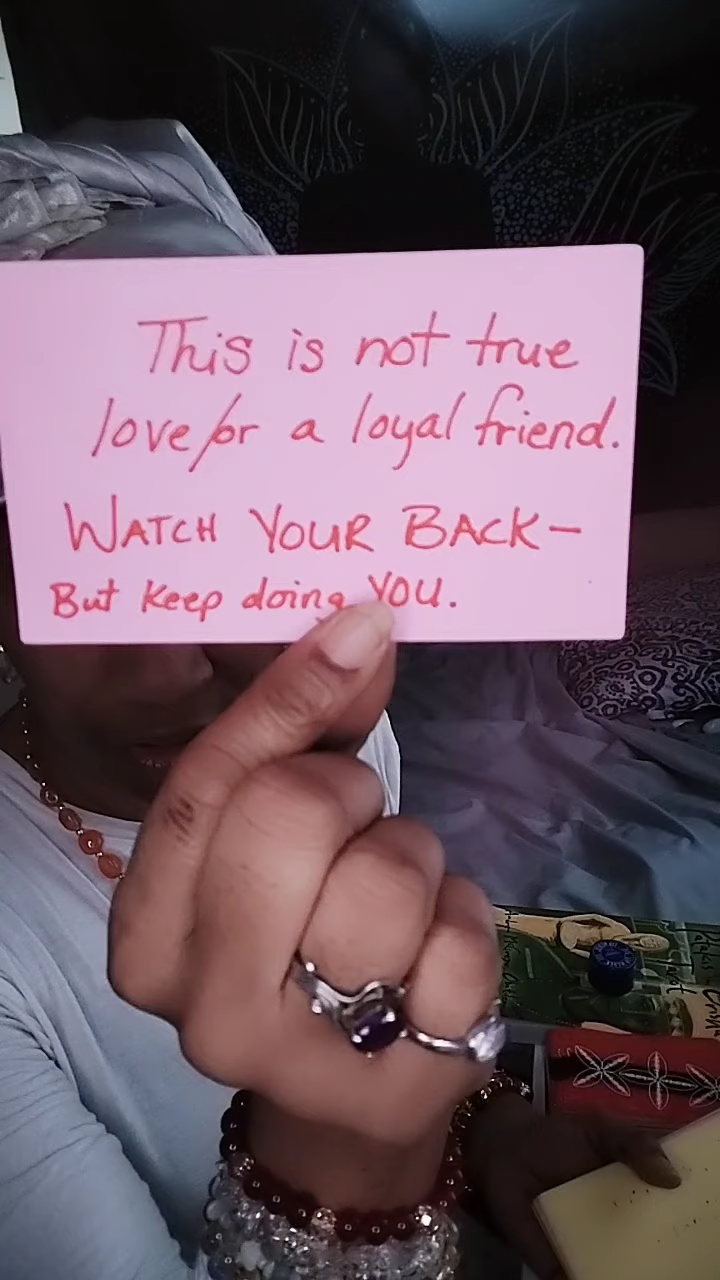 This is not true
love/or a loyal friend.
WATCH YOUR BACK—
But keep doing YOU.